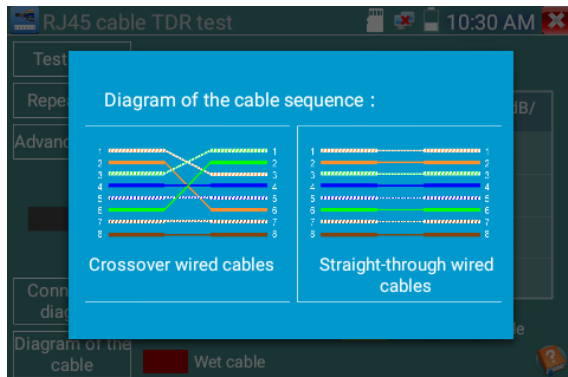 RJ45 cable TDR test
10:30 AM
Test
Repe
dB/
Advanc
Diagram of the cable sequence :
1 1
2 2
3 3
4 4
5 5
6 6
7 7
8 8
Crossover wired cables
1 1
2 2
3 3
4 4
5 5
6 6
7 7
8 8
Straight-through wired
cables
Conn
diag
le
Diagram of the
cable
Wet cable
?